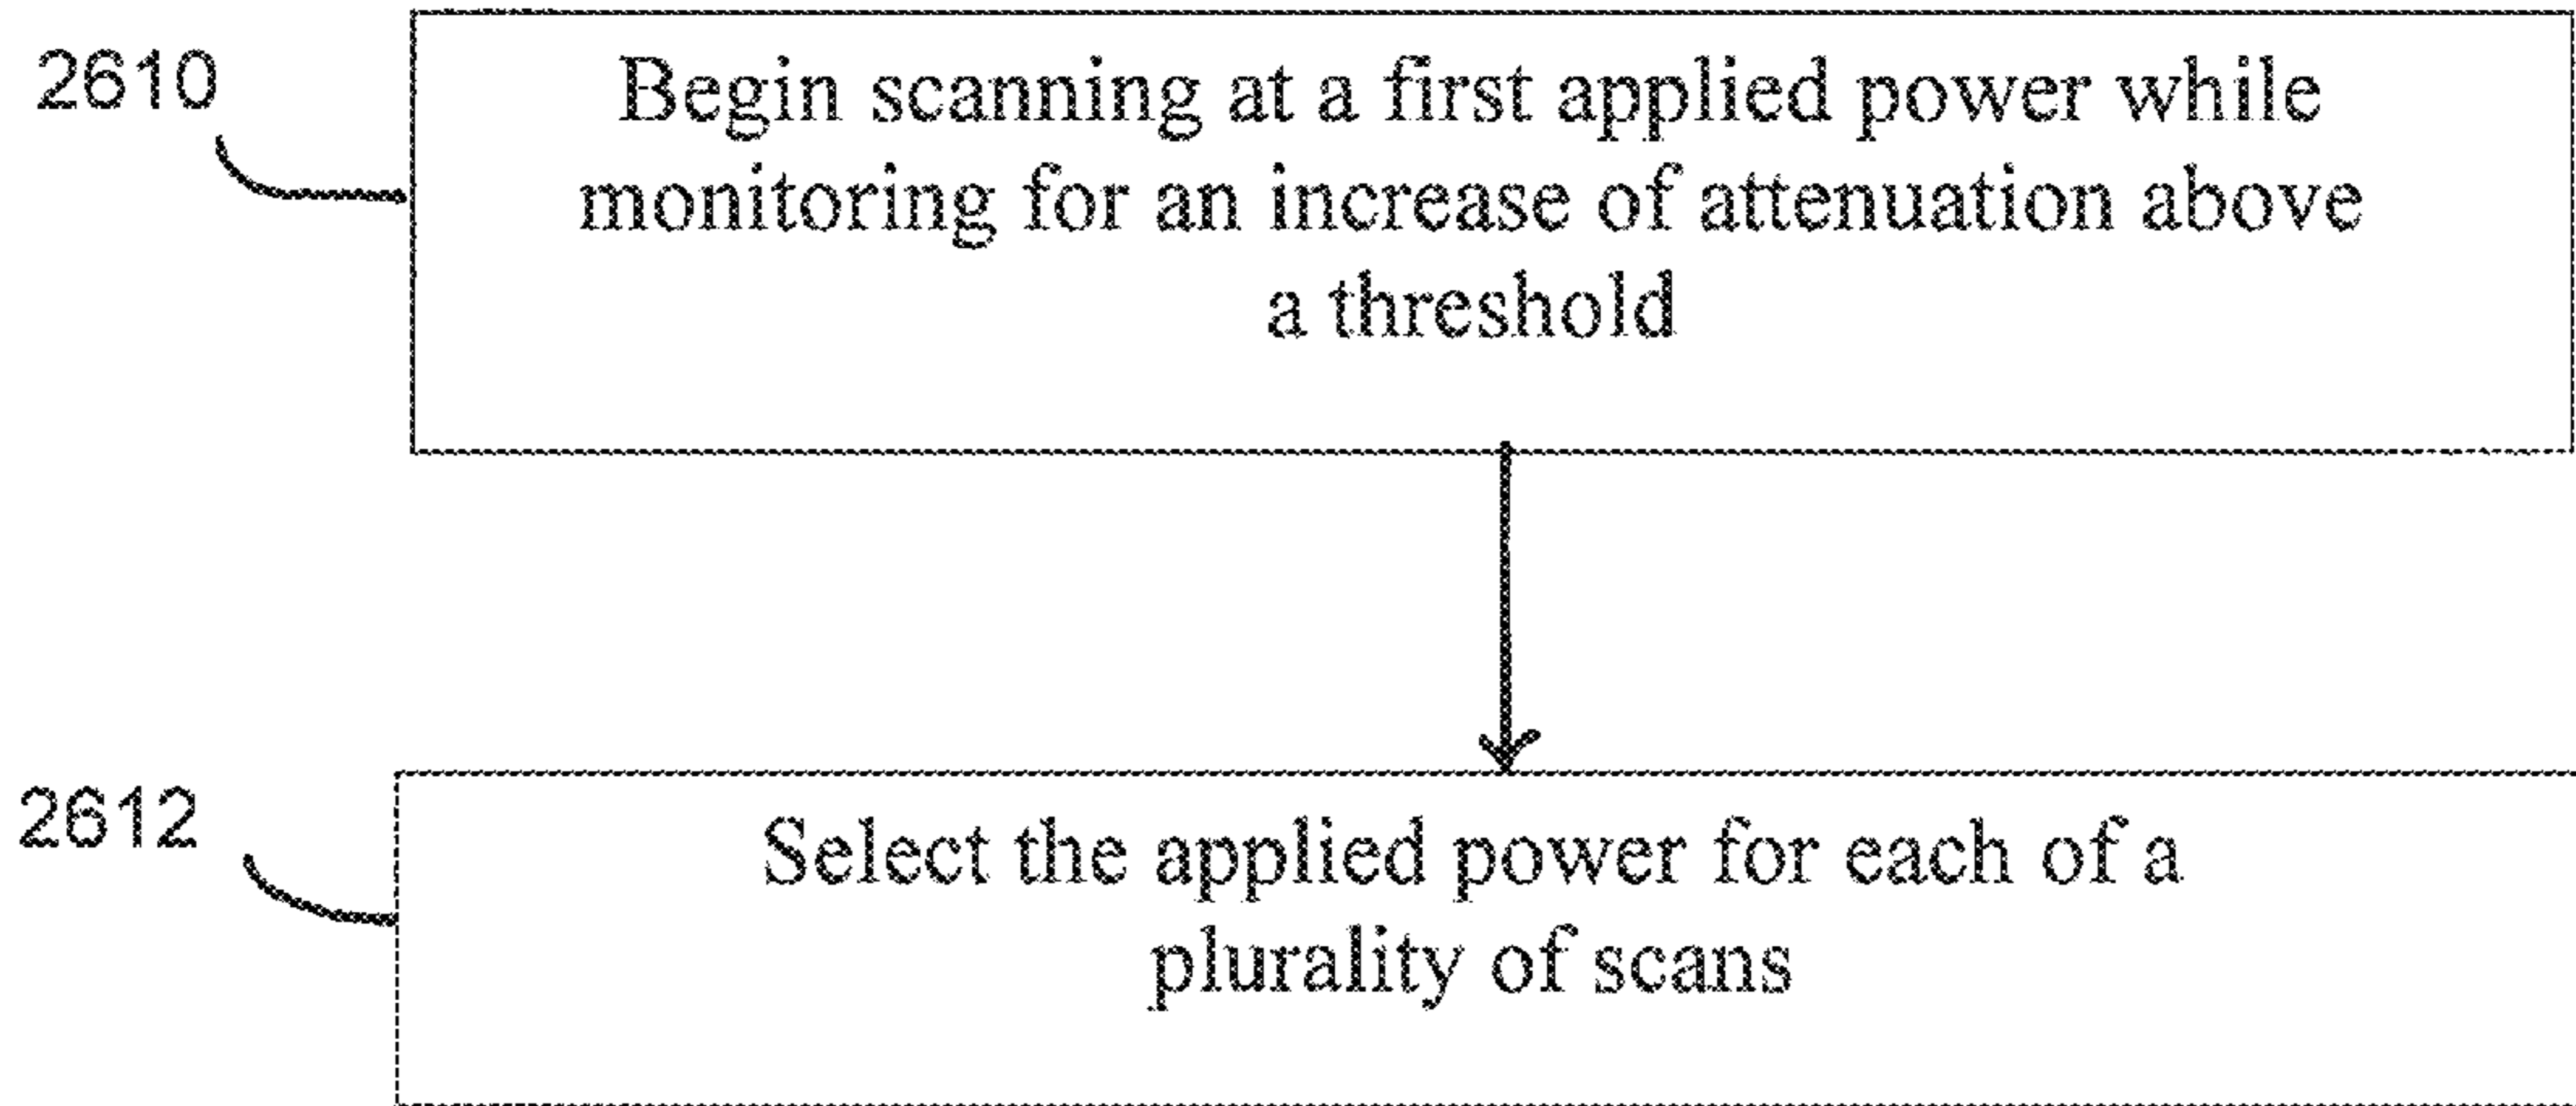 2610
Begin scanning at a first applied power while
monitoring for an increase of attenuation above
a threshold
2612
Select the applied power for each of a
plurality of scans